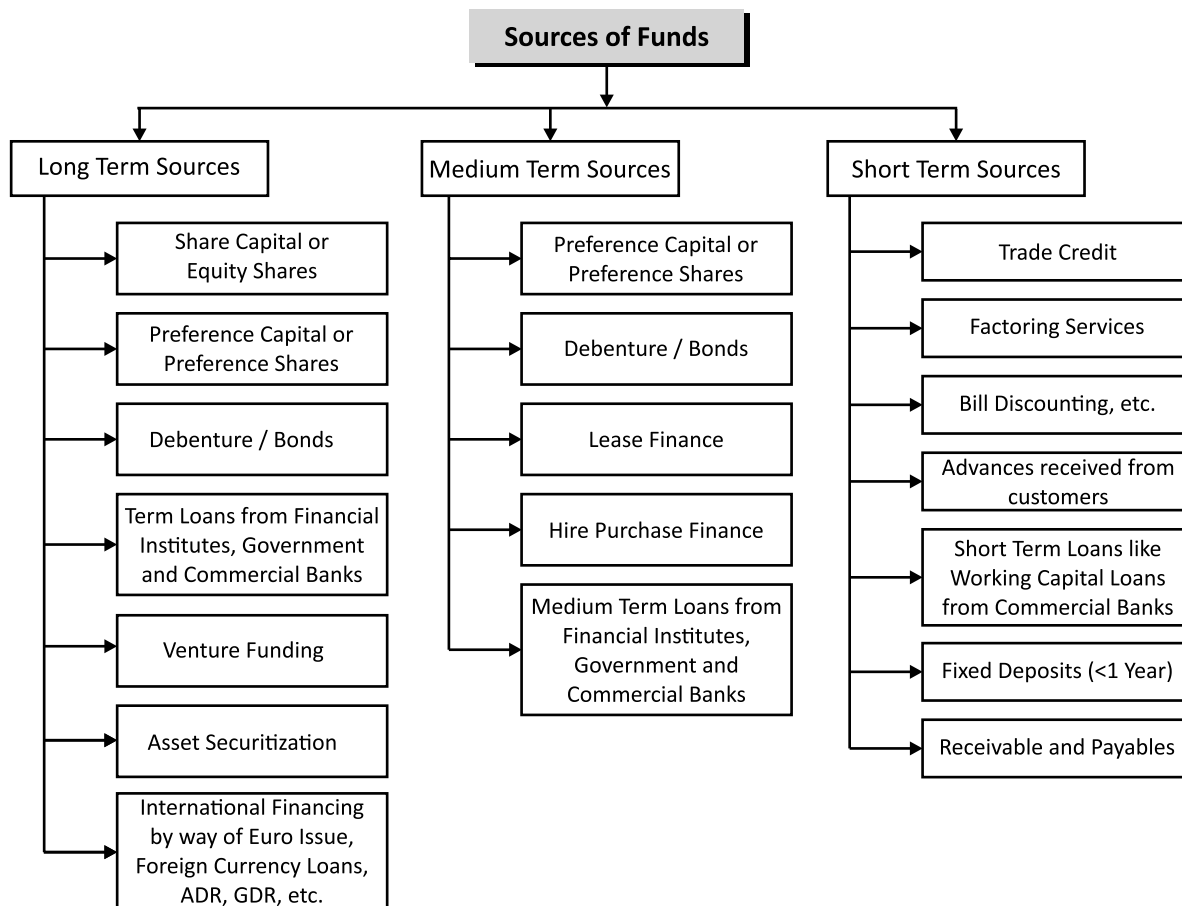 Sources of Funds
Long Term Sources
Share Capital or
Equity Shares
Preference Capital or
Preference Shares
Debenture / Bonds
Term Loans from Financial
Institutes, Government
and Commercial Banks
Venture Funding
Asset Securitization
International Financing
by way of Euro Issue,
Foreign Currency Loans,
ADR, GDR, etc.
Medium Term Sources
Preference Capital or
Preference Shares
Debenture / Bonds
Lease Finance
Hire Purchase Finance
Medium Term Loans from
Financial Institutes,
Government and
Commercial Banks
Short Term Sources
Trade Credit
Factoring Services
Bill Discounting, etc.
Advances received from
customers
Short Term Loans like
Working Capital Loans
from Commercial Banks
Fixed Deposits (<1 Year)
Receivable and Payables